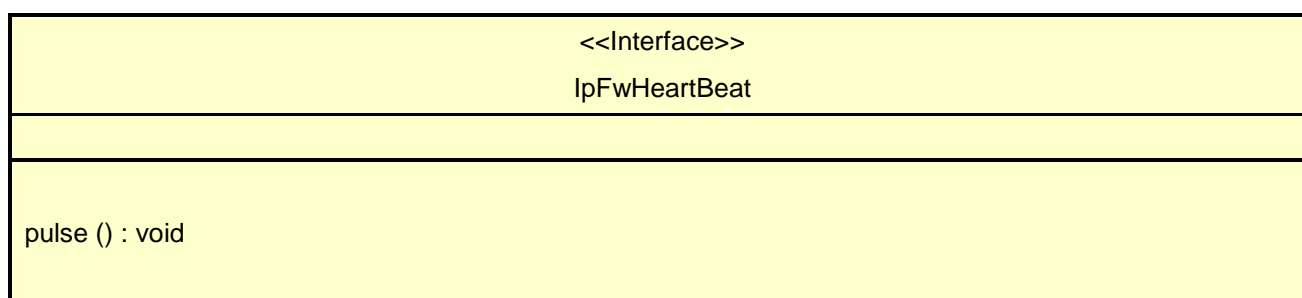 <<Interface>>
IpFwHeartBeat
pulse () : void